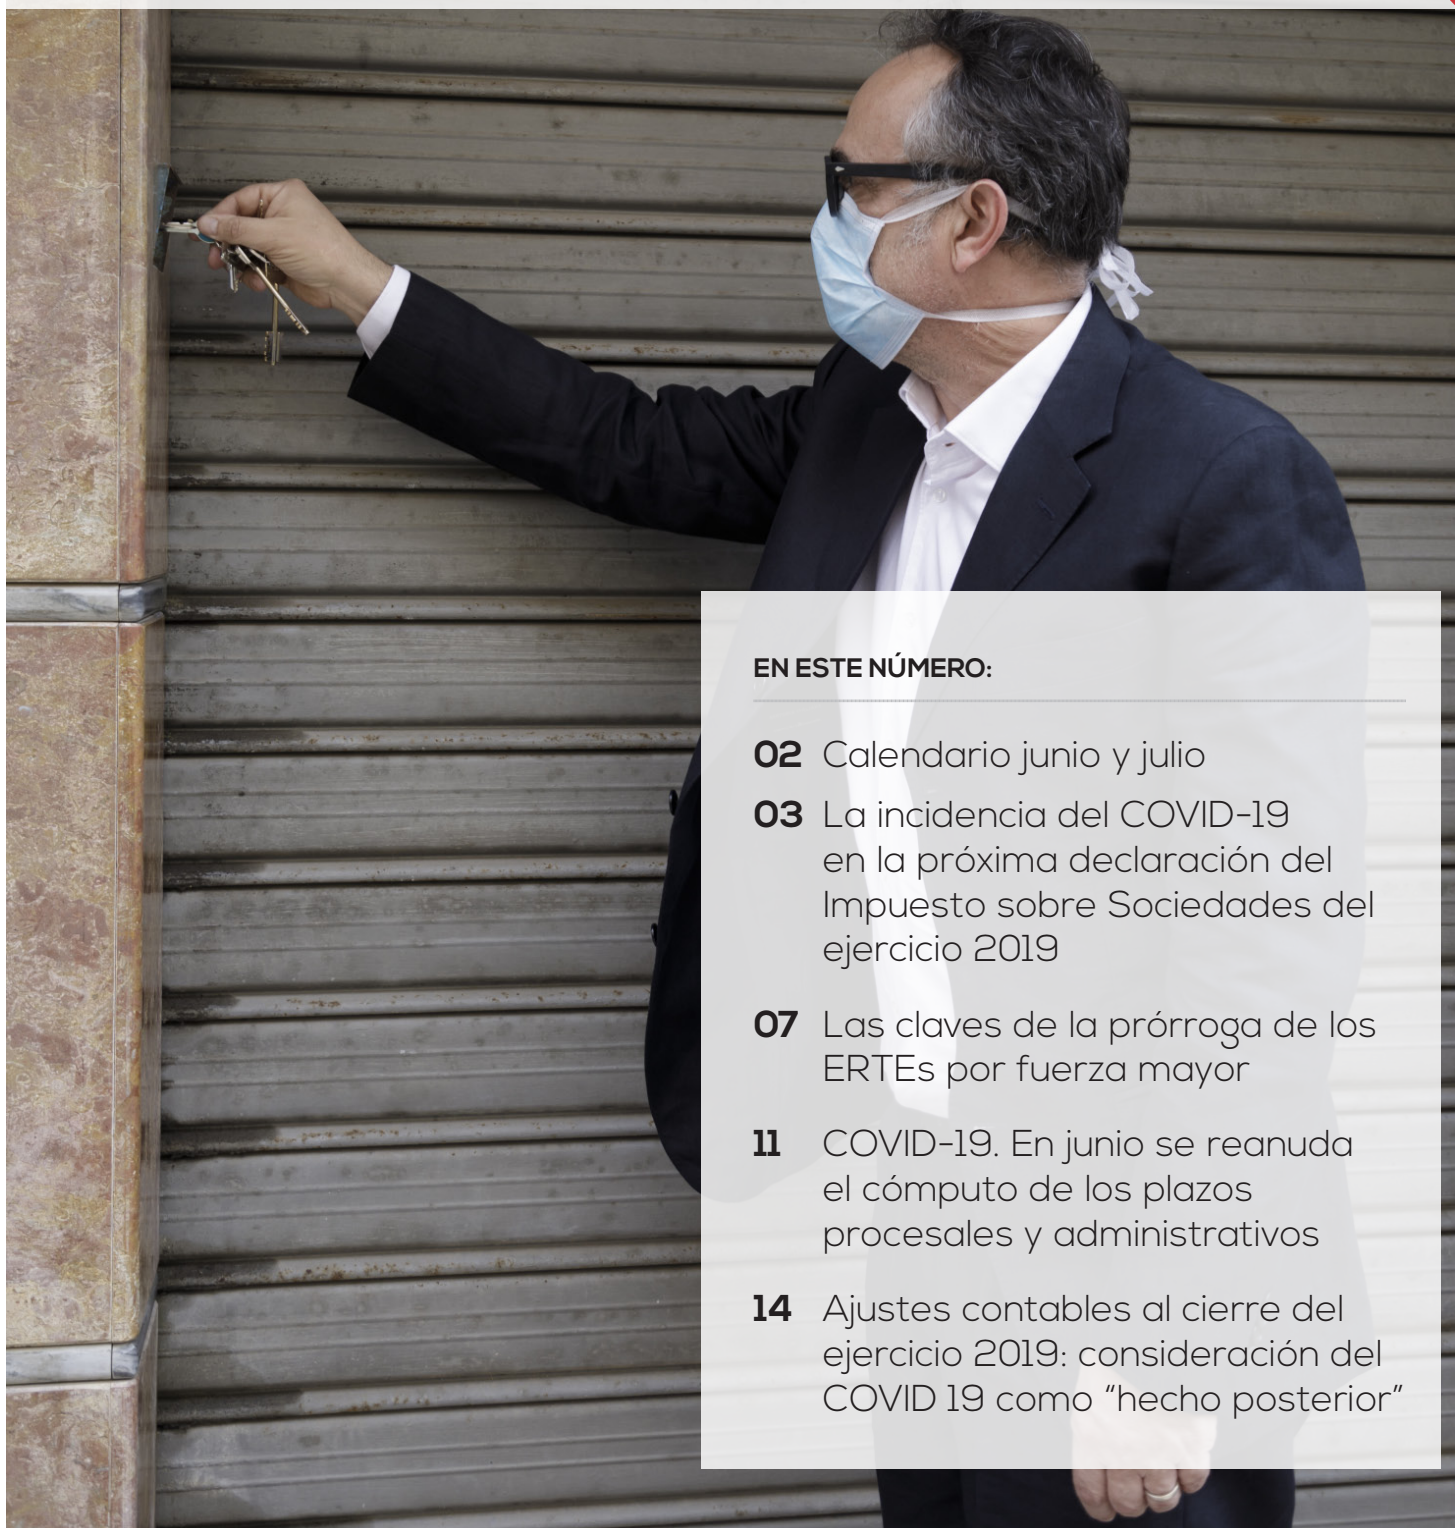 EN ESTE NÚMERO:
02 Calendario junio y julio
03 La incidencia del COVID-19
en la próxima declaración del
Impuesto sobre Sociedades del
ejercicio 2019
07 Las claves de la prórroga de los
ERTEs por fuerza mayor
11 COVID-19. En junio se reanuda
el cómputo de los plazos
procesales y administrativos
14 Ajustes contables al cierre del
ejercicio 2019: consideración del
COVID 19 como “hecho posterior”